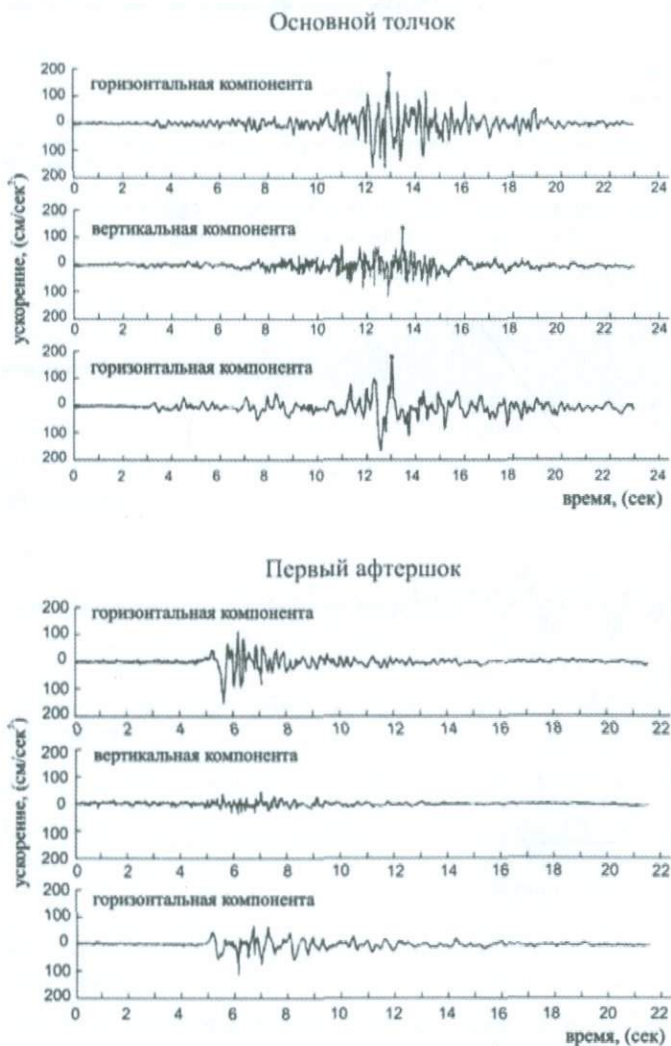 Основной толчок
200
горизонтальная компонента
100
0
100
200
0 2 4 6 8 10 12 14 16 18 20 22 24
200
вертикальная компонента
100
0
100
200
0 2 4 6 8 10 12 14 16 18 20 22 24
200
горизонтальная компонента
100
0
100
200
0 2 4 6 8 10 12 14 16 18 20 22 24
ускорение, (см/сек²)
время, (сек)
Первый афтершок
горизонтальная компонента
200
100
0
100
200
0 2 4 6 8 10 12 14 16 18 20 22
вертикальная компонента
200
100
0
100
200
0 2 4 6 8 10 12 14 16 18 20 22
горизонтальная компонента
200
100
0
100
200
0 2 4 6 8 10 12 14 16 18 20 22
ускорение, (см/сек²)
время, (сек)